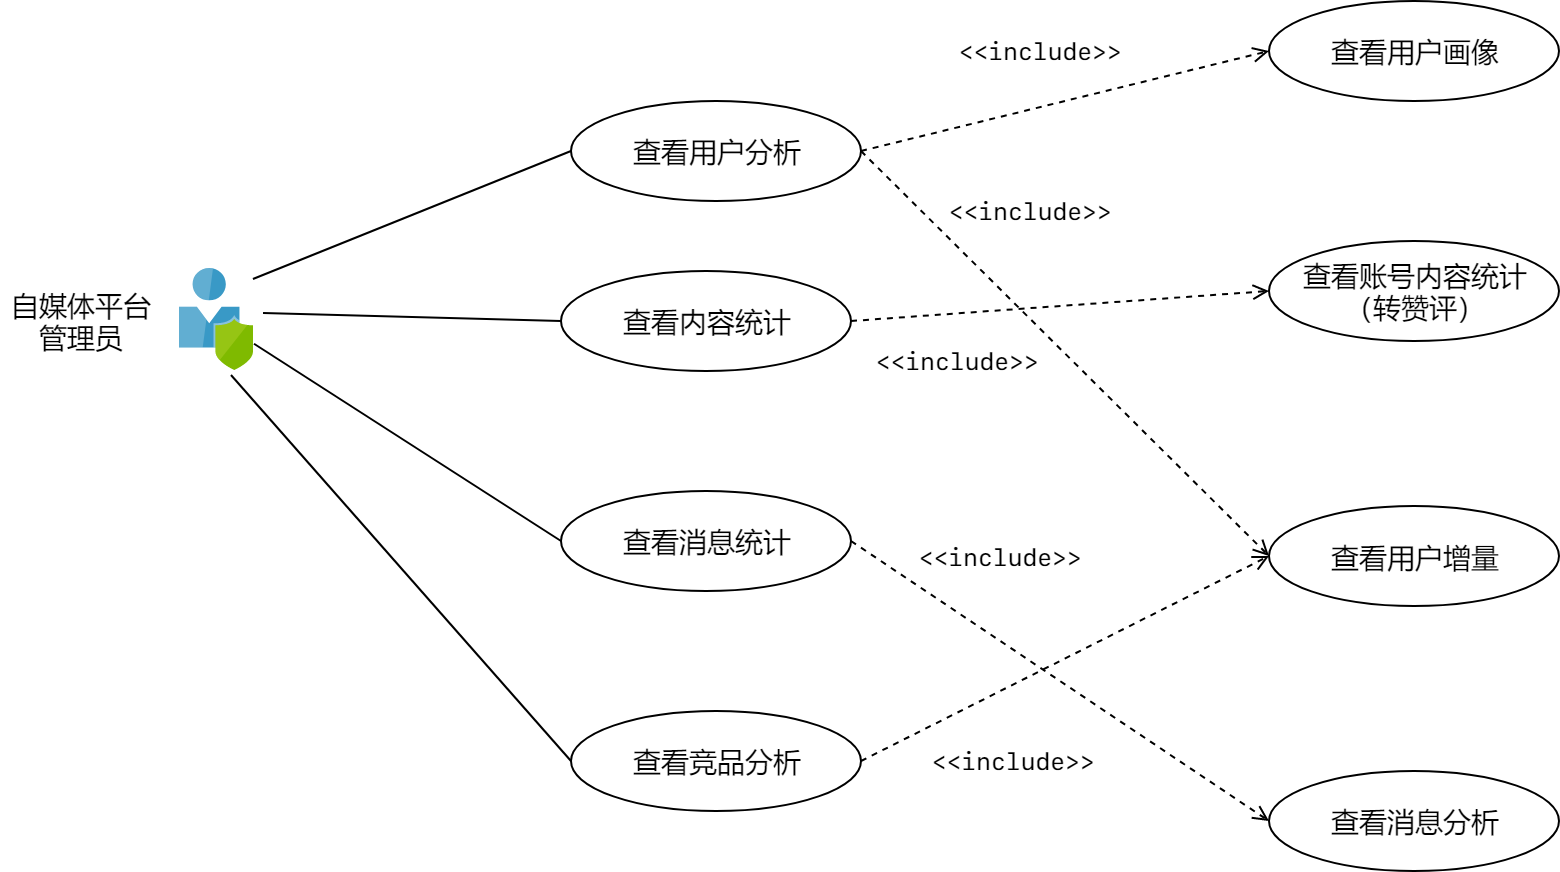 <<include>>
查看用户画像
查看用户分析
<<include>>
自媒体平台
管理员
查看内容统计
查看账号内容统计
（转赞评）
<<include>>
查看消息统计
<<include>>
查看用户增量
查看竞品分析
<<include>>
查看消息分析